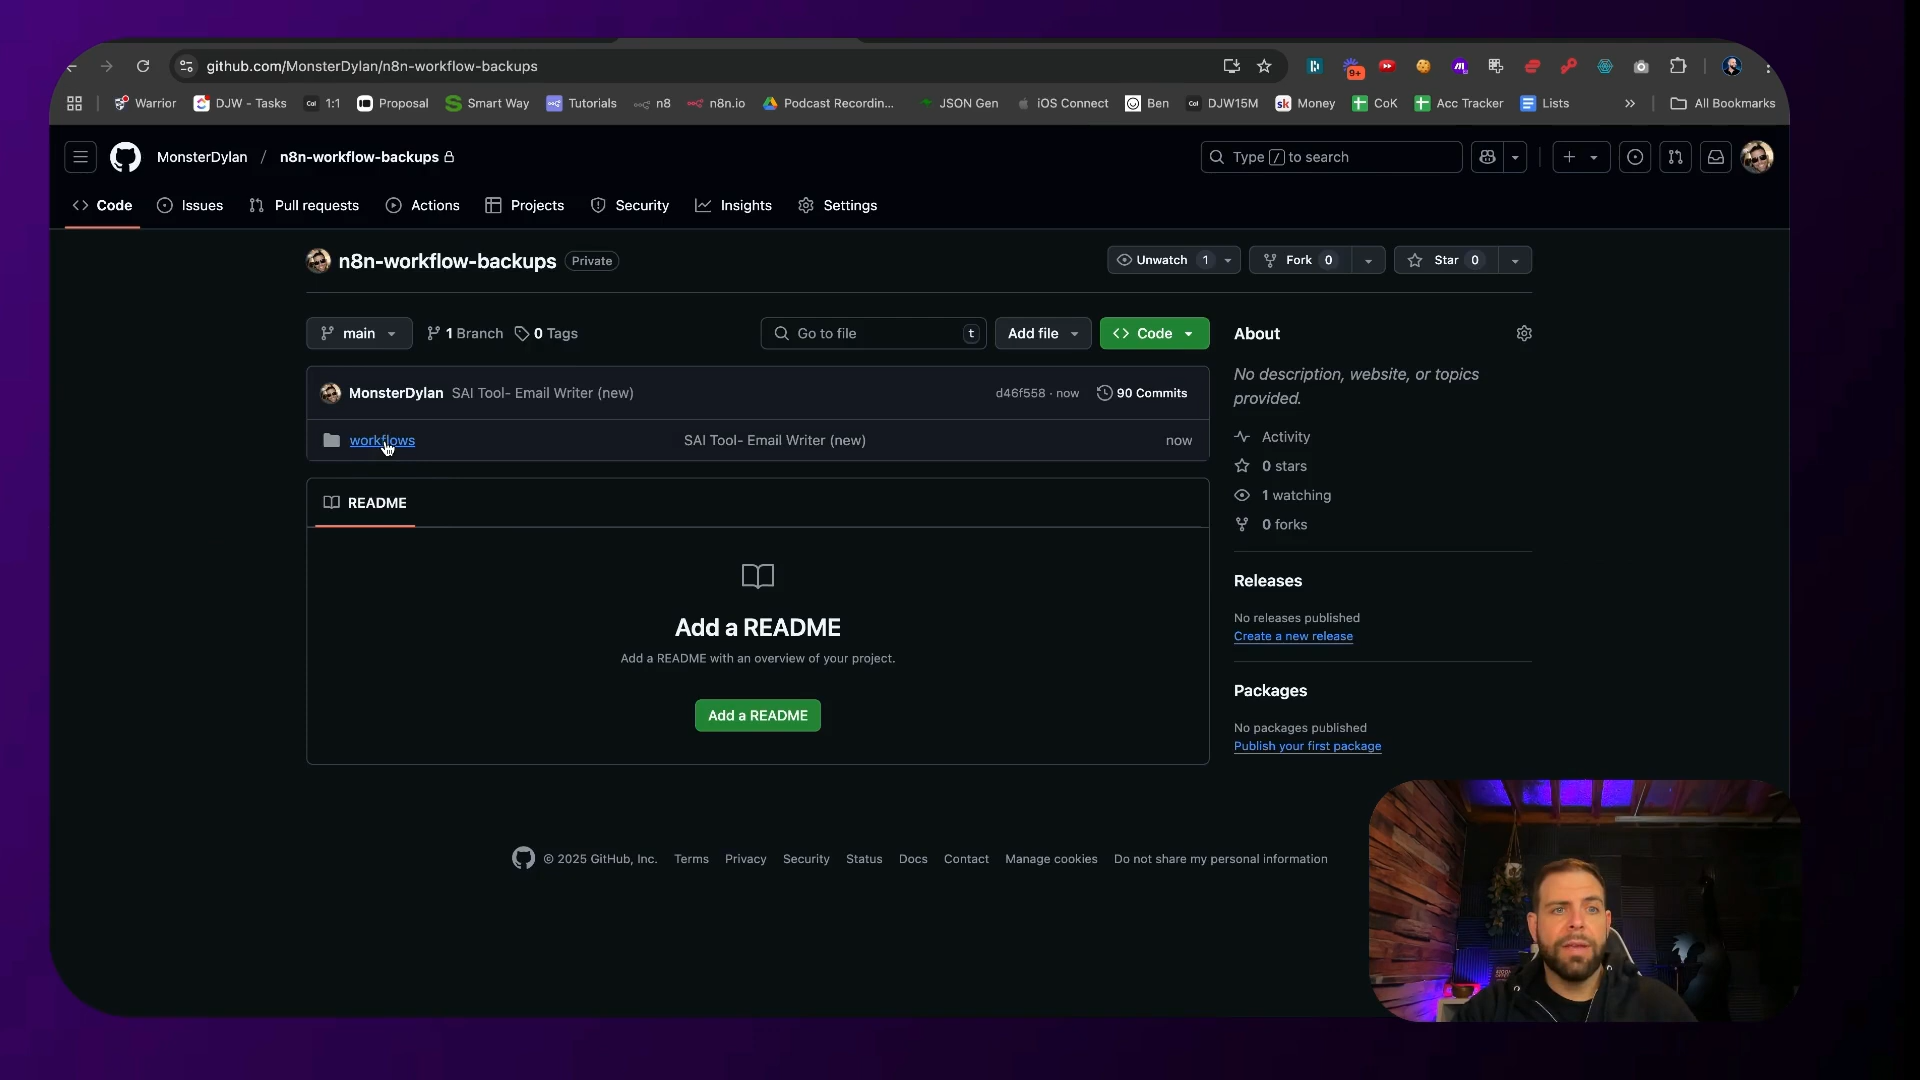 github.com/MonsterDylan/n8n-workflow-backups
9+
Warrior
DJW - Tasks
Cal 1:1
Proposal
Smart Way
Tutorials
n8
n8n.io
Podcast Recordin...
JSON Gen
iOS Connect
Ben
Cal DJW15M
sk Money
CoK
Acc Tracker
Lists
»
All Bookmarks
MonsterDylan / n8n-workflow-backups
Type / to search
Code
Issues
Pull requests
Actions
Projects
Security
Insights
Settings
n8n-workflow-backups Private
Unwatch 1
Fork 0
Star 0
main
1 Branch
0 Tags
Go to file t
Add file
Code
MonsterDylan SAI Tool- Email Writer (new) d46f558 · now 90 Commits
workflows SAI Tool- Email Writer (new) now
README
Add a README
Add a README with an overview of your project.
Add a README
About
No description, website, or topics
provided.
Activity
0 stars
1 watching
0 forks
Releases
No releases published
Create a new release
Packages
No packages published
Publish your first package
© 2025 GitHub, Inc. Terms Privacy Security Status Docs Contact Manage cookies Do not share my personal information